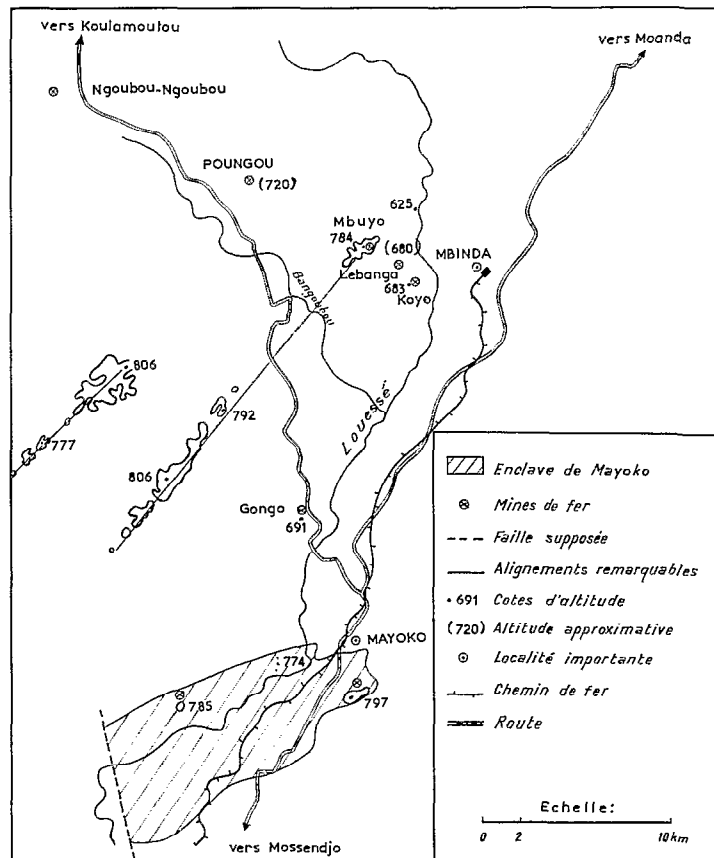 vers Koulamoutou
vers Moanda
Ngoubou-Ngoubou
POUNGOU
(720)
625
Mbuyo
784
(680)
MBINDA
Lebanga
683
Koyo
Bangoubou
806
792
777
Louessé
806
Gongo
691
MAYOKO
774
785
797
vers Mossendjo
Enclave de Mayoko
Mines de fer
Faille supposée
Alignements remarquables
691 Cotes d'altitude
(720) Altitude approximative
Localité importante
Chemin de fer
Route
Echelle:
0 2 10km